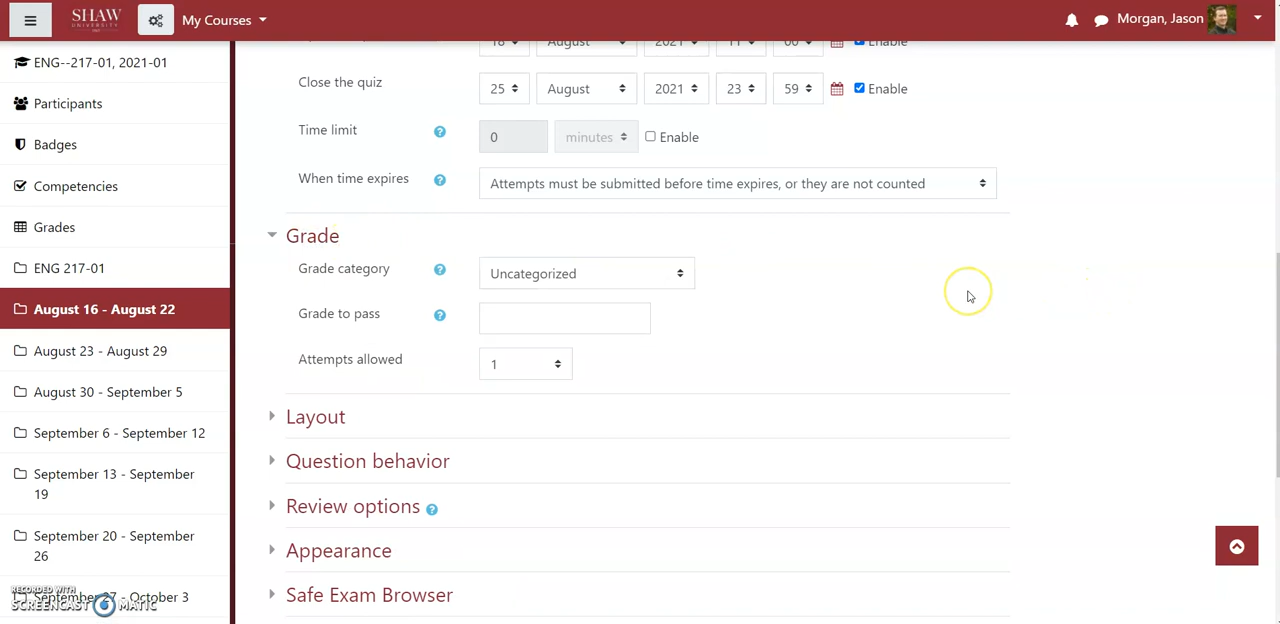 SHAW
UNIVERSITY
My Courses
Morgan, Jason
ENG--217-01, 2021-01
Participants
Badges
Competencies
Grades
ENG 217-01
August 16 - August 22
August 23 - August 29
August 30 - September 5
September 6 - September 12
September 13 - September
19
September 20 - September
26
September 27 - October 3
RECORDED WITH
SCREENCAST MATIC
18 August 2021 11 00 Enable
Close the quiz 25 August 2021 23 59 Enable
Time limit 0 minutes Enable
When time expires Attempts must be submitted before time expires, or they are not counted
Grade
Grade category Uncategorized
Grade to pass
Attempts allowed 1
Layout
Question behavior
Review options
Appearance
Safe Exam Browser